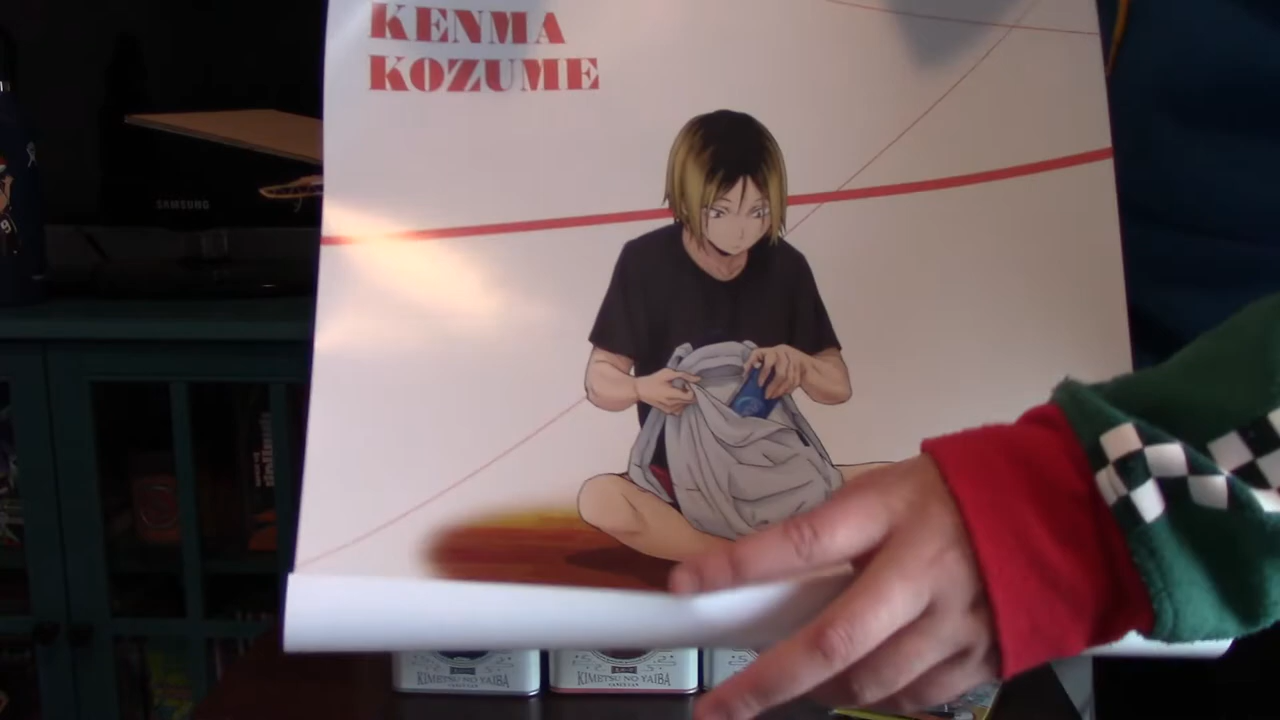 KENMA
KOZUME
SAMSUNG
KIMETSU NO YAIBA
KIMETSU NO YAIBA